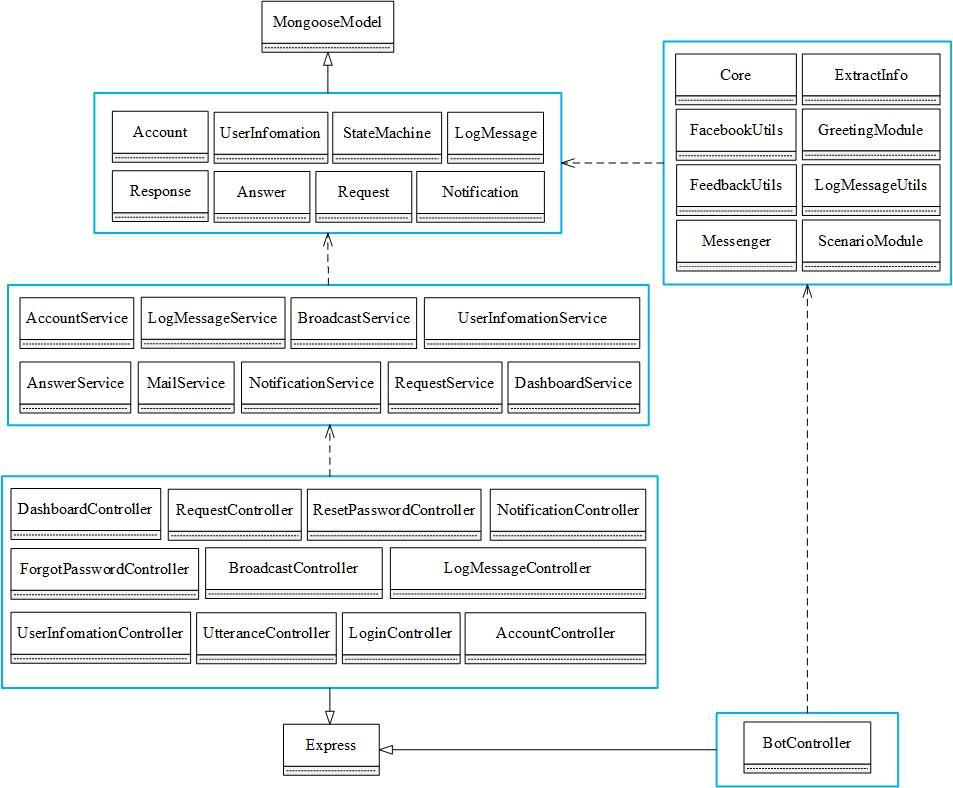 MongooseModel
Account
UserInfomation
StateMachine
LogMessage
Response
Answer
Request
Notification
Core
ExtractInfo
FacebookUtils
GreetingModule
FeedbackUtils
LogMessageUtils
Messenger
ScenarioModule
AccountService
LogMessageService
BroadcastService
UserInfomationService
AnswerService
MailService
NotificationService
RequestService
DashboardService
DashboardController
RequestController
ResetPasswordController
NotificationController
ForgotPasswordController
BroadcastController
LogMessageController
UserInfomationController
UtteranceController
LoginController
AccountController
Express
BotController